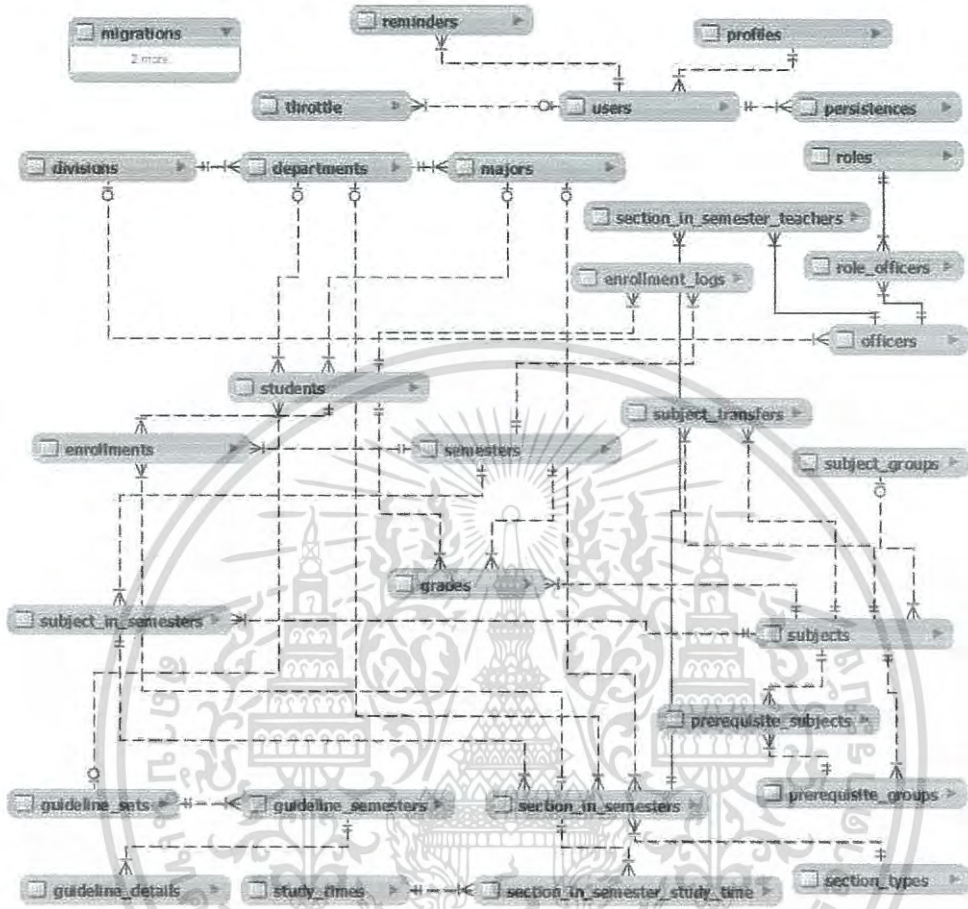 reminders
migrations
profiles
2 more...
throttle
users
persistences
divisions
departments
majors
roles
section_in_semester_teachers
enrollment_logs
role_officers
officers
students
subject_transfers
enrollments
semesters
subject_groups
grades
subject_in_semesters
subjects
prerequisite_subjects
guideline_sets
guideline_semesters
section_in_semesters
prerequisite_groups
guideline_details
study_times
section_in_semester_study_time
section_types